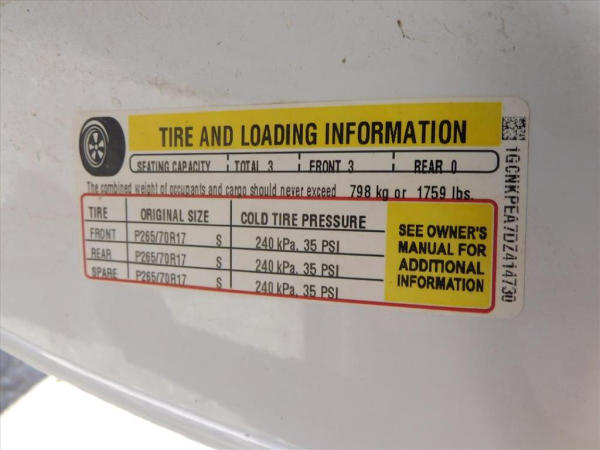 TIRE AND LOADING INFORMATION
SEATING CAPACITY TOTAL 3 FRONT 3 REAR 0
The combined weight of occupants and cargo should never exceed 798 kg or 1759 lbs.
TIRE ORIGINAL SIZE COLD TIRE PRESSURE
FRONT P265/70R17 S 240 kPa, 35 PSI
REAR P265/70R17 S 240 kPa, 35 PSI
SPARE P265/70R17 S 240 kPa, 35 PSI
SEE OWNER'S
MANUAL FOR
ADDITIONAL
INFORMATION
1GCNKPEA7DZ414730